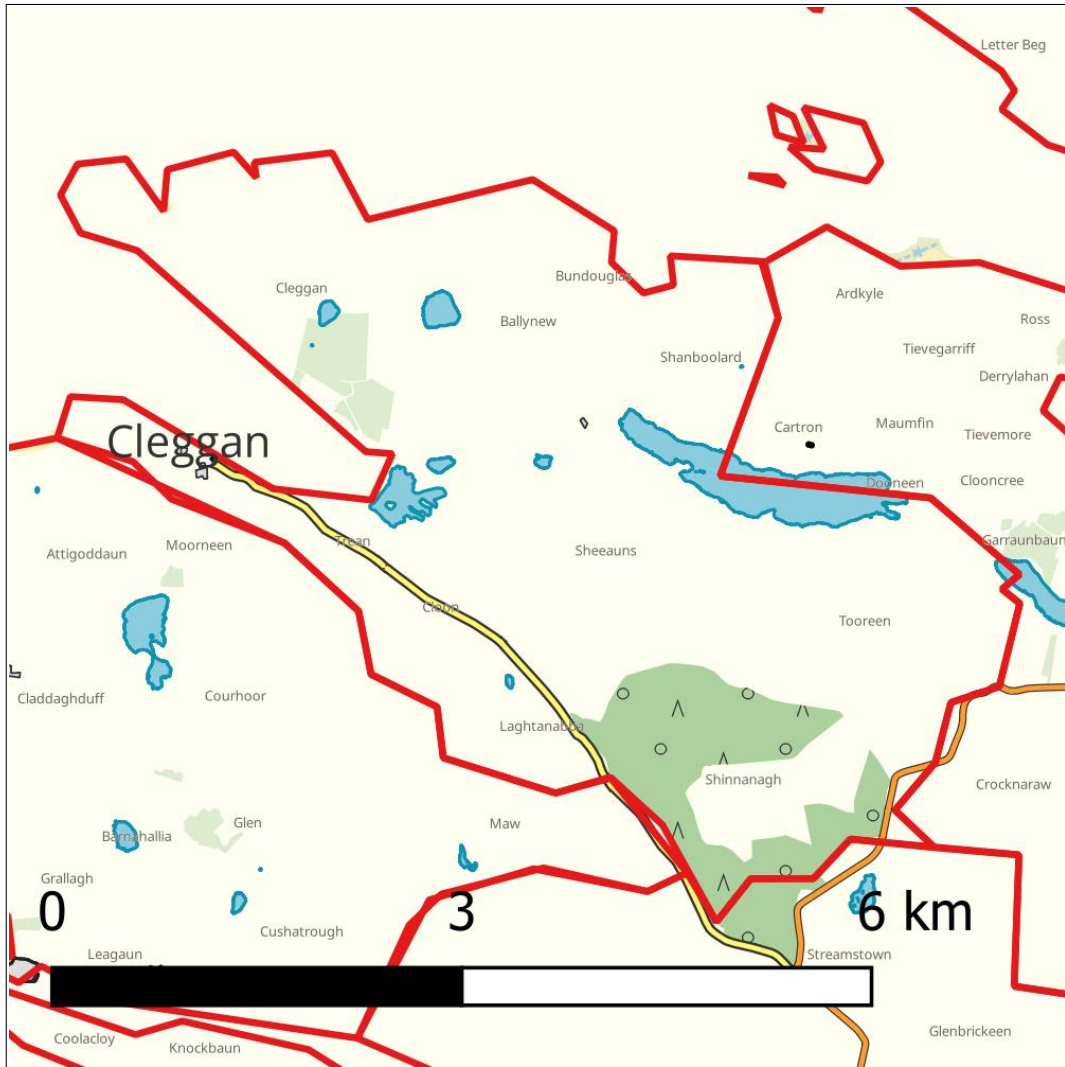 Letter Beg
Cleggan
Bundouglas
Ardkyle
Ballynew
Ross
Shanboolard
Tievegarriff
Derrylahan
Cartron
Maumfin
Tievemore
Cleggan
Dooneen
Clooncree
Attigoddaun
Moorneen
Trean
Sheeauns
Garraunbaun
Cloon
Tooreen
Claddaghduff
Courhoor
Laghtanabba
Shinnanagh
Crocknaraw
Barnahallia
Glen
Maw
Grallagh
0
3
6 km
Cushatrough
Leagaun
Streamstown
Coolacloy
Knockbaun
Glenbrickeen